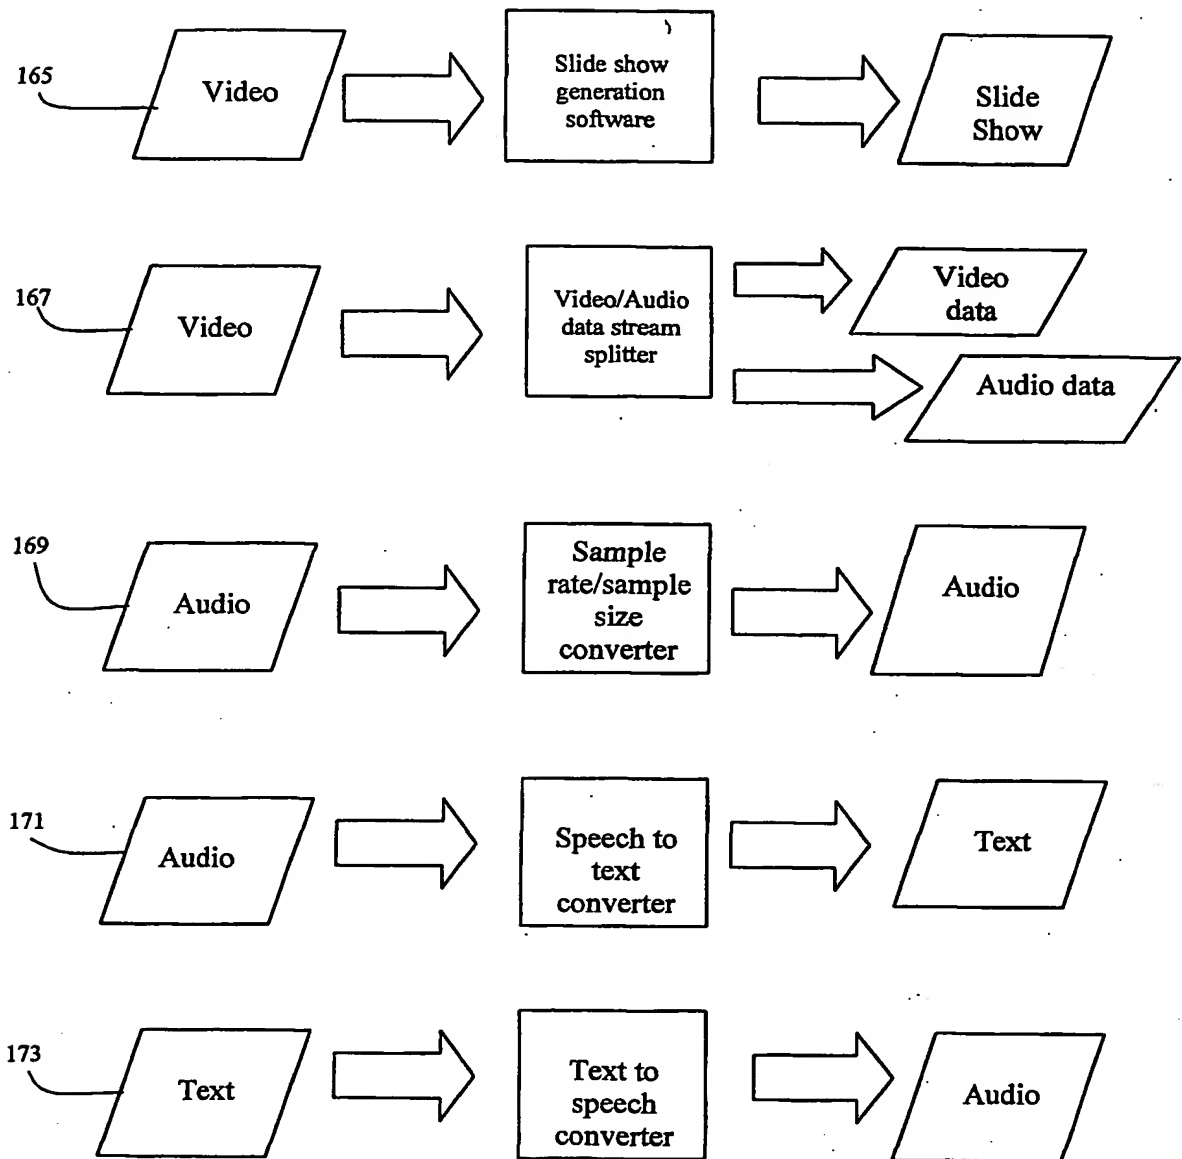 165
Video
Slide show
generation
software
Slide
Show
167
Video
Video/Audio
data stream
splitter
Video
data
Audio data
169
Audio
Sample
rate/sample
size
converter
Audio
171
Audio
Speech to
text
converter
Text
173
Text
Text to
speech
converter
Audio